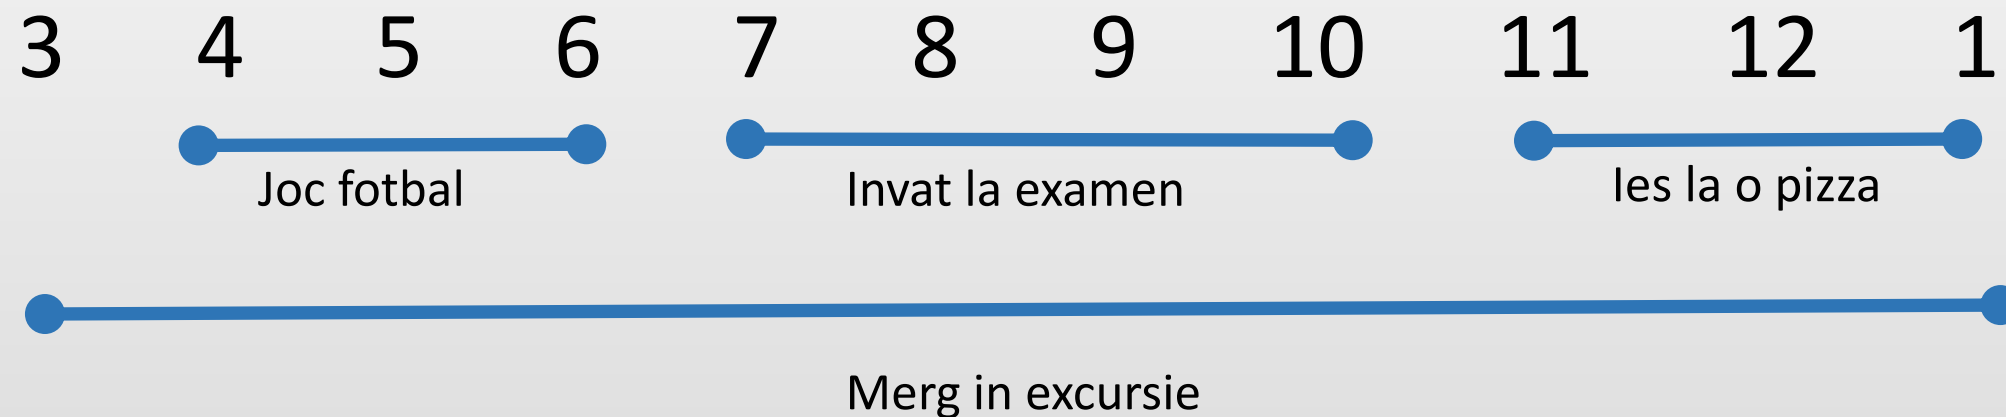 3 4 5 6 7 8 9 10 11 12 1
Joc fotbal Invat la examen Ies la o pizza
Merg in excursie